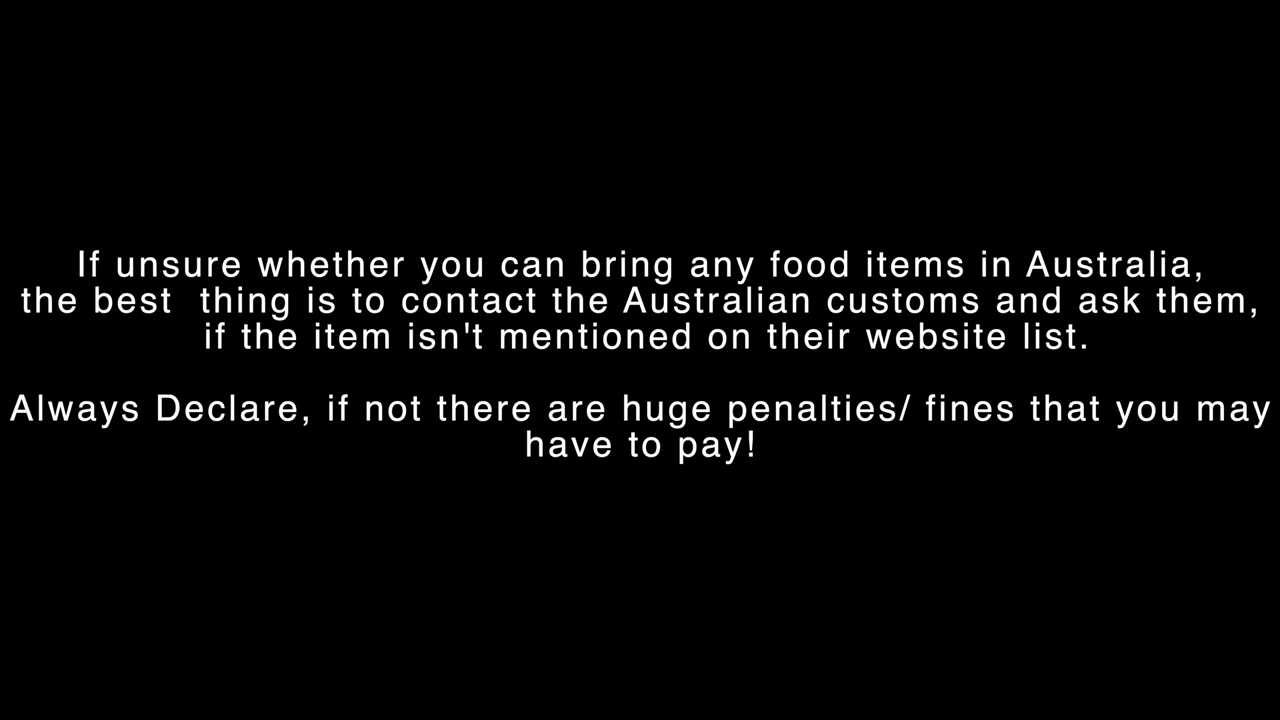 If unsure whether you can bring any food items in Australia,
the best  thing is to contact the Australian customs and ask them,
if the item isn't mentioned on their website list.
Always Declare, if not there are huge penalties/ fines that you may
have to pay!